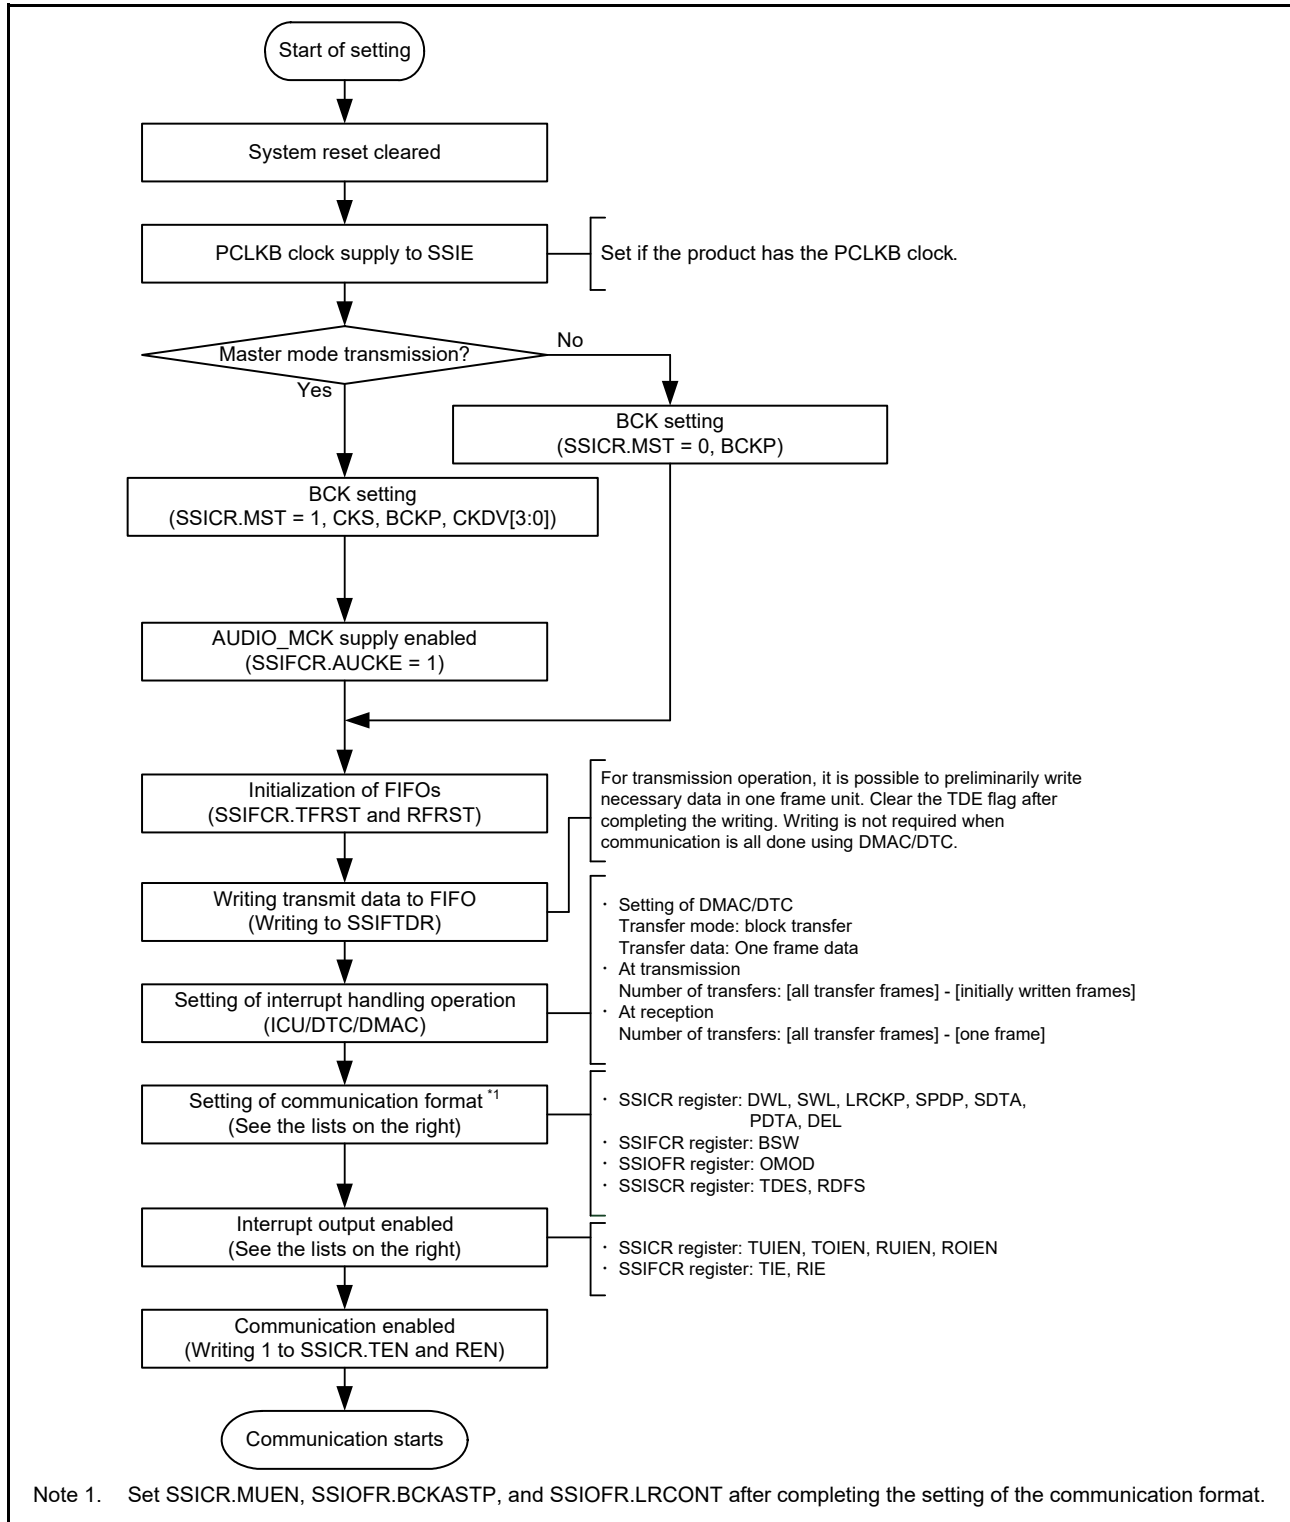 Start of setting
System reset cleared
PCLKB clock supply to SSIE
Set if the product has the PCLKB clock.
Master mode transmission?
No
Yes
BCK setting
(SSICR.MST = 0, BCKP)
BCK setting
(SSICR.MST = 1, CKS, BCKP, CKDV[3:0])
AUDIO_MCK supply enabled
(SSIFCR.AUCKE = 1)
Initialization of FIFOs
(SSIFCR.TFRST and RFRST)
For transmission operation, it is possible to preliminarily write
necessary data in one frame unit. Clear the TDE flag after
completing the writing. Writing is not required when
communication is all done using DMAC/DTC.
Writing transmit data to FIFO
(Writing to SSIFTDR)
· Setting of DMAC/DTC
Transfer mode: block transfer
Transfer data: One frame data
· At transmission
Number of transfers: [all transfer frames] - [initially written frames]
· At reception
Number of transfers: [all transfer frames] - [one frame]
Setting of interrupt handling operation
(ICU/DTC/DMAC)
Setting of communication format *1
(See the lists on the right)
· SSICR register: DWL, SWL, LRCKP, SPDP, SDTA,
PDTA, DEL
· SSIFCR register: BSW
· SSIOFR register: OMOD
· SSISCR register: TDES, RDFS
Interrupt output enabled
(See the lists on the right)
· SSICR register: TUIEN, TOIEN, RUIEN, ROIEN
· SSIFCR register: TIE, RIE
Communication enabled
(Writing 1 to SSICR.TEN and REN)
Communication starts
Note 1. Set SSICR.MUEN, SSIOFR.BCKASTP, and SSIOFR.LRCONT after completing the setting of the communication format.